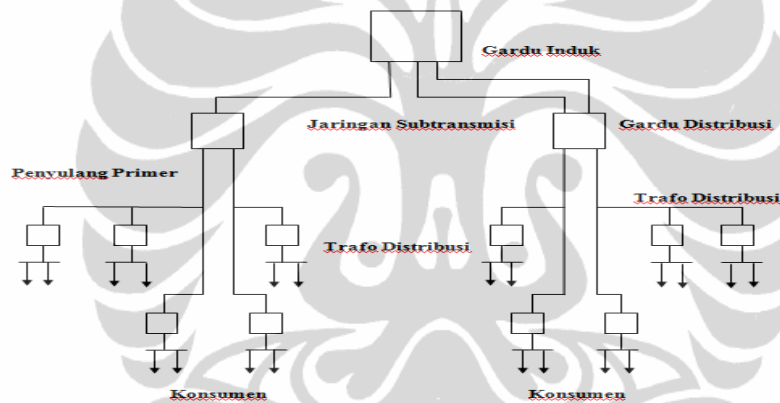 Gardu Induk
Jaringan Subtransmisi
Gardu Distribusi
Penyulang Primer
Trafo Distribusi
Trafo Distribusi
Konsumen
Konsumen